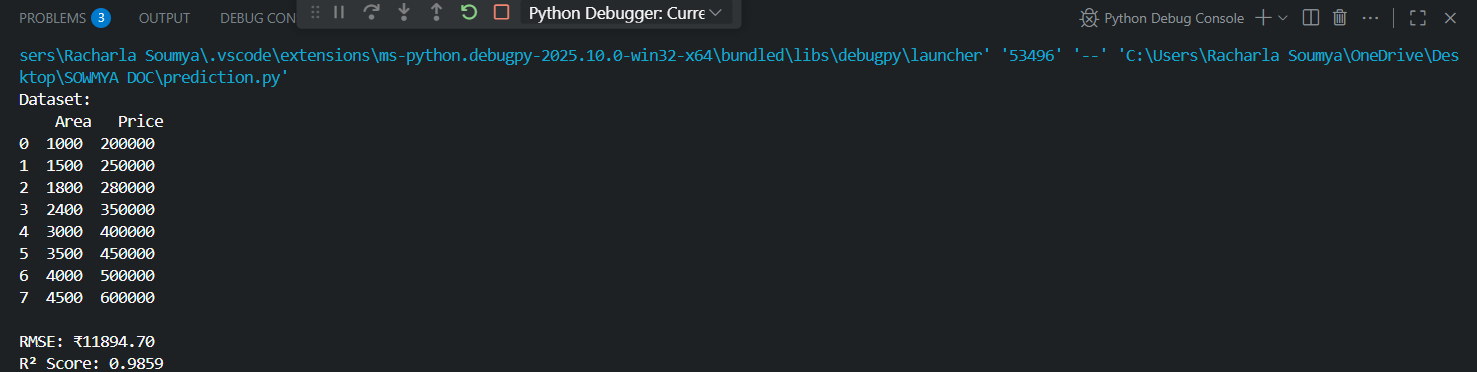 PROBLEMS 3 OUTPUT DEBUG CON Python Debugger: Curre Python Debug Console
sers\Racharla Soumya\.vscode\extensions\ms-python.debugpy-2025.10.0-win32-x64\bundled\libs\debugpy\launcher' '53496' '--' 'C:\Users\Racharla Soumya\OneDrive\Des
ktop\SOWMYA DOC\prediction.py'
Dataset:
Area Price
0 1000 200000
1 1500 250000
2 1800 280000
3 2400 350000
4 3000 400000
5 3500 450000
6 4000 500000
7 4500 600000
RMSE: ₹11894.70
R² Score: 0.9859